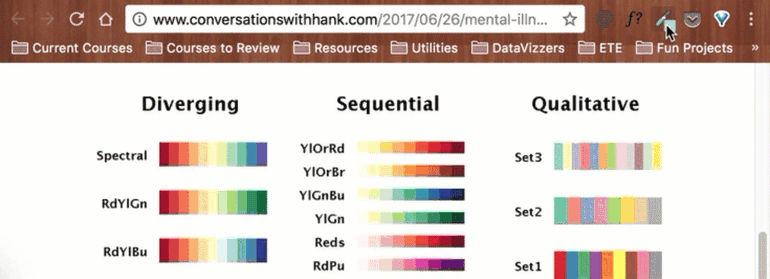 www.conversationswithhank.com/2017/06/26/mental-illn...
f?
Current Courses Courses to Review Resources Utilities DataVizzers ETE Fun Projects »
Diverging Sequential Qualitative
Spectral
RdYlGn
RdYlBu
YlOrRd
YlOrBr
YlGnBu
YlGn
Reds
RdPu
Set3
Set2
Set1